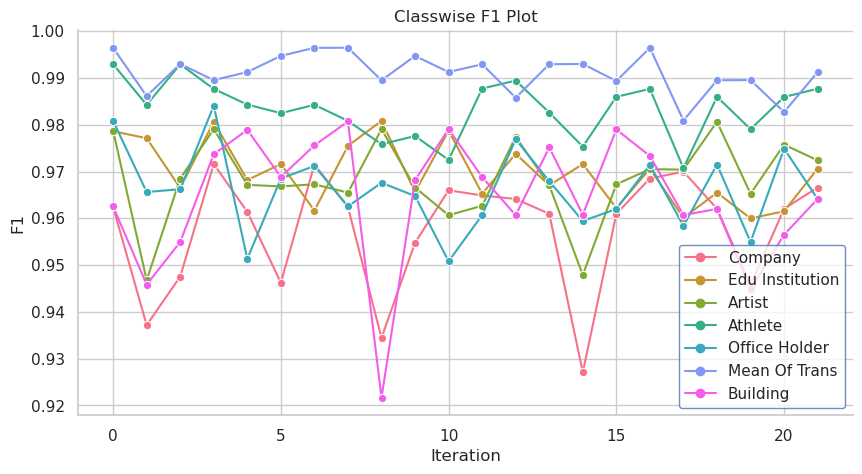 Classwise F1 Plot
1.00
0.99
0.98
0.97
0.96
0.95
0.94
0.93
0.92
F1
0 5 10 15 20
Iteration
Company
Edu Institution
Artist
Athlete
Office Holder
Mean Of Trans
Building